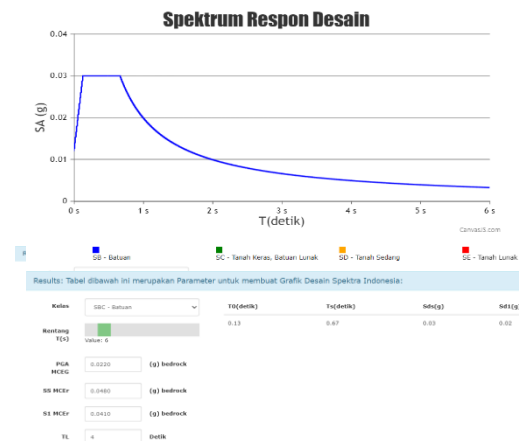 Spektrum Respon Desain
0.04
0.03
0.02
0.01
0
SA (g)
0 s 1 s 2 s 3 s 4 s 5 s 6 s
T(detik)
CanvasJS.com
SB - Batuan SC - Tanah Keras, Batuan Lunak SD - Tanah Sedang SE - Tanah Lunak
Results: Tabel dibawah ini merupakan Parameter untuk membuat Grafik Desain Spektra Indonesia:
Kelas SBC - Batuan T0(detik) Ts(detik) Sds(g) Sd1(g)
0.13 0.67 0.03 0.02
Rentang T(s) Value: 6
PGA MCEG 0.0220 (g) bedrock
SS MCEr 0.0480 (g) bedrock
S1 MCEr 0.0410 (g) bedrock
TL 4 Detik